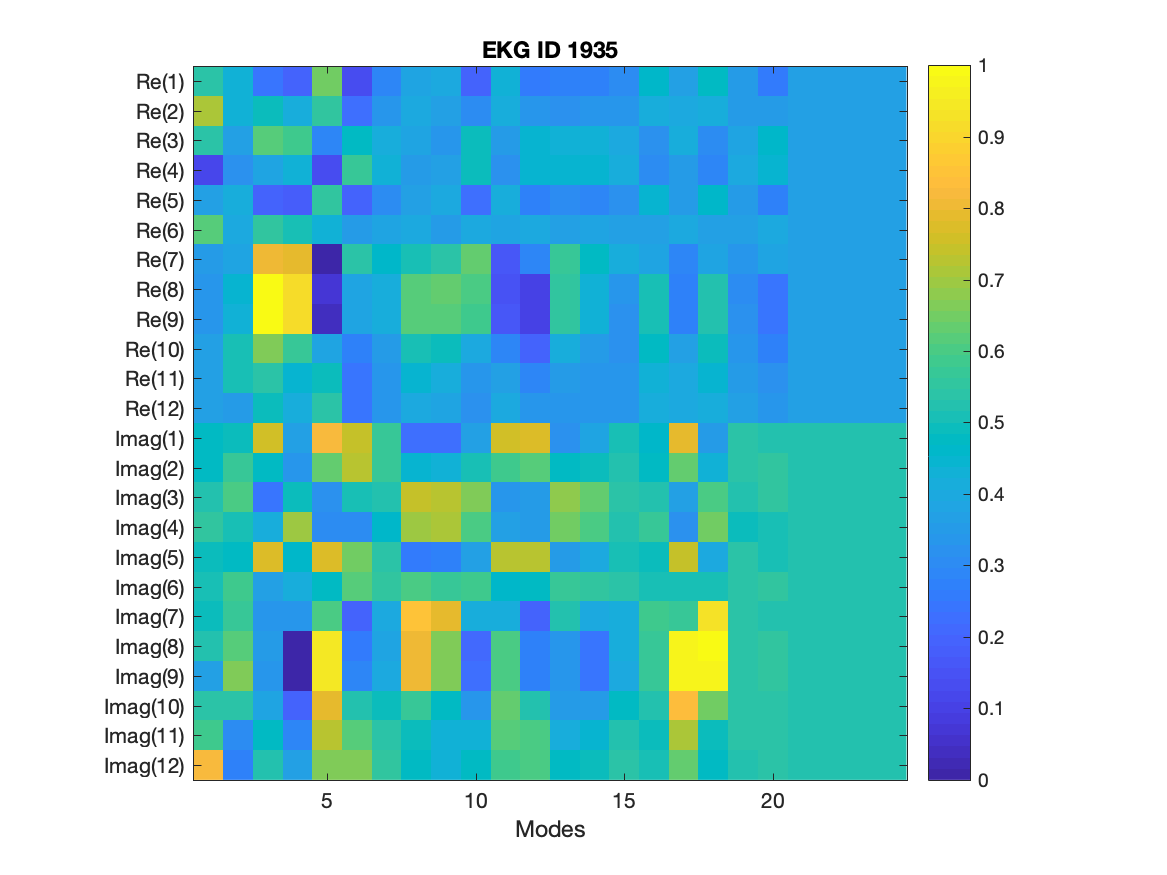 EKG ID 1935
Re(1)
Re(2)
Re(3)
Re(4)
Re(5)
Re(6)
Re(7)
Re(8)
Re(9)
Re(10)
Re(11)
Re(12)
Imag(1)
Imag(2)
Imag(3)
Imag(4)
Imag(5)
Imag(6)
Imag(7)
Imag(8)
Imag(9)
Imag(10)
Imag(11)
Imag(12)
5 10 15 20
Modes
1
0.9
0.8
0.7
0.6
0.5
0.4
0.3
0.2
0.1
0